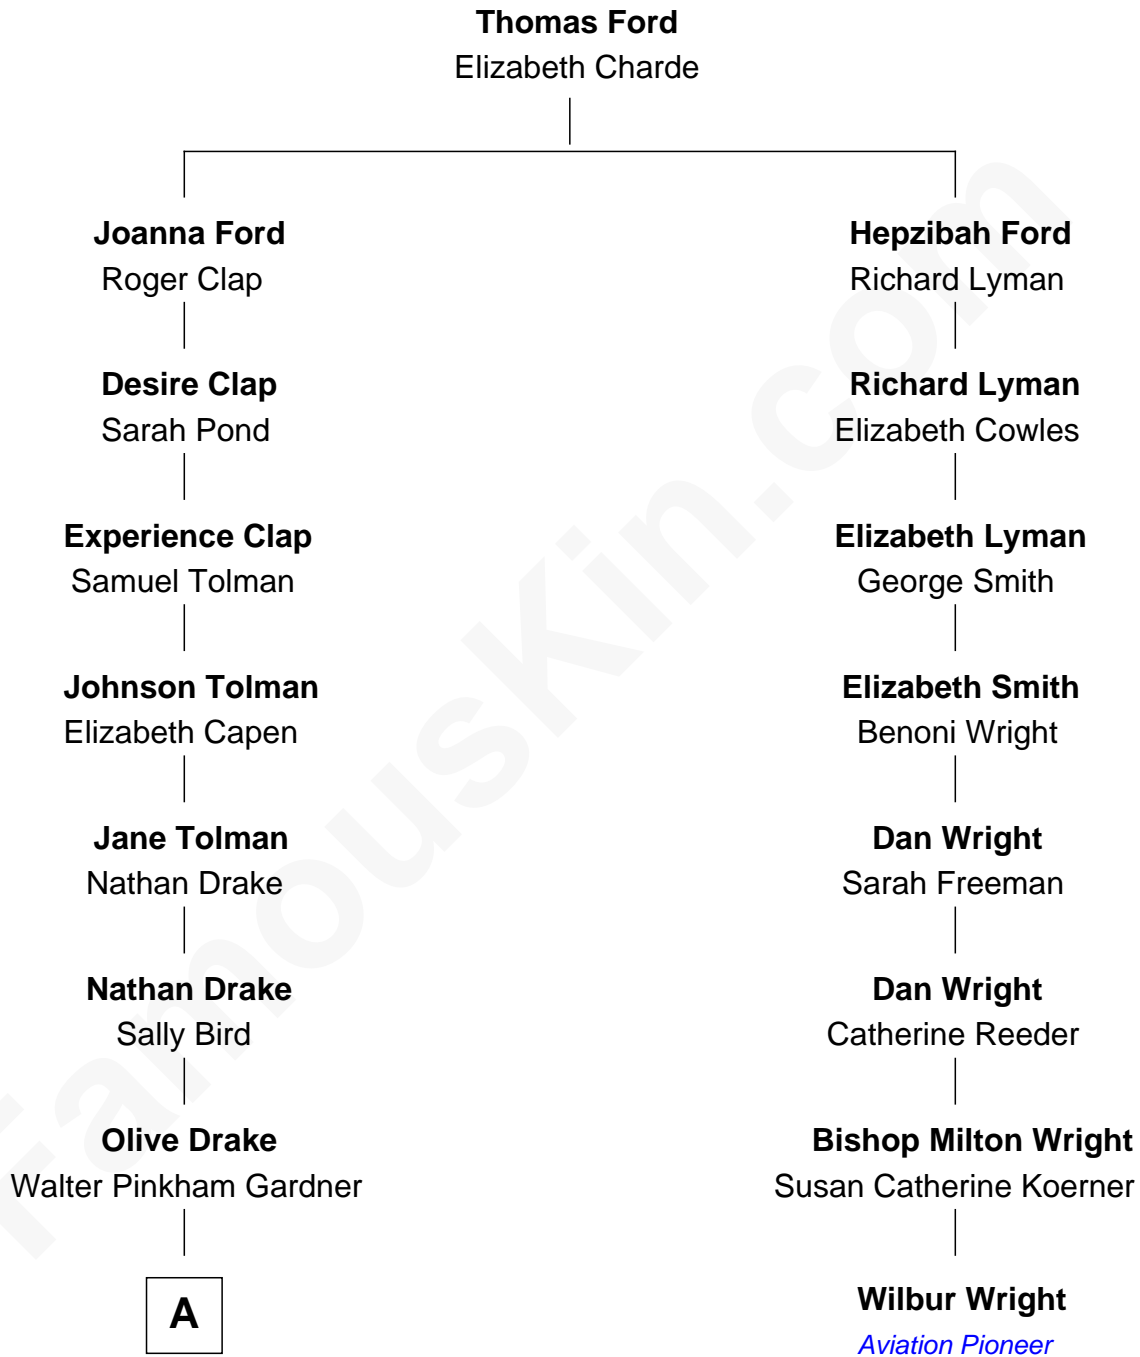 Thomas Ford
Elizabeth Charde
Joanna Ford
Roger Clap
Hepzibah Ford
Richard Lyman
Desire Clap
Sarah Pond
Richard Lyman
Elizabeth Cowles
Experience Clap
Samuel Tolman
Elizabeth Lyman
George Smith
Johnson Tolman
Elizabeth Capen
Elizabeth Smith
Benoni Wright
Jane Tolman
Nathan Drake
Dan Wright
Sarah Freeman
Nathan Drake
Sally Bird
Dan Wright
Catherine Reeder
Olive Drake
Walter Pinkham Gardner
Bishop Milton Wright
Susan Catherine Koerner
A
Wilbur Wright
Aviation Pioneer
FamousKin.com